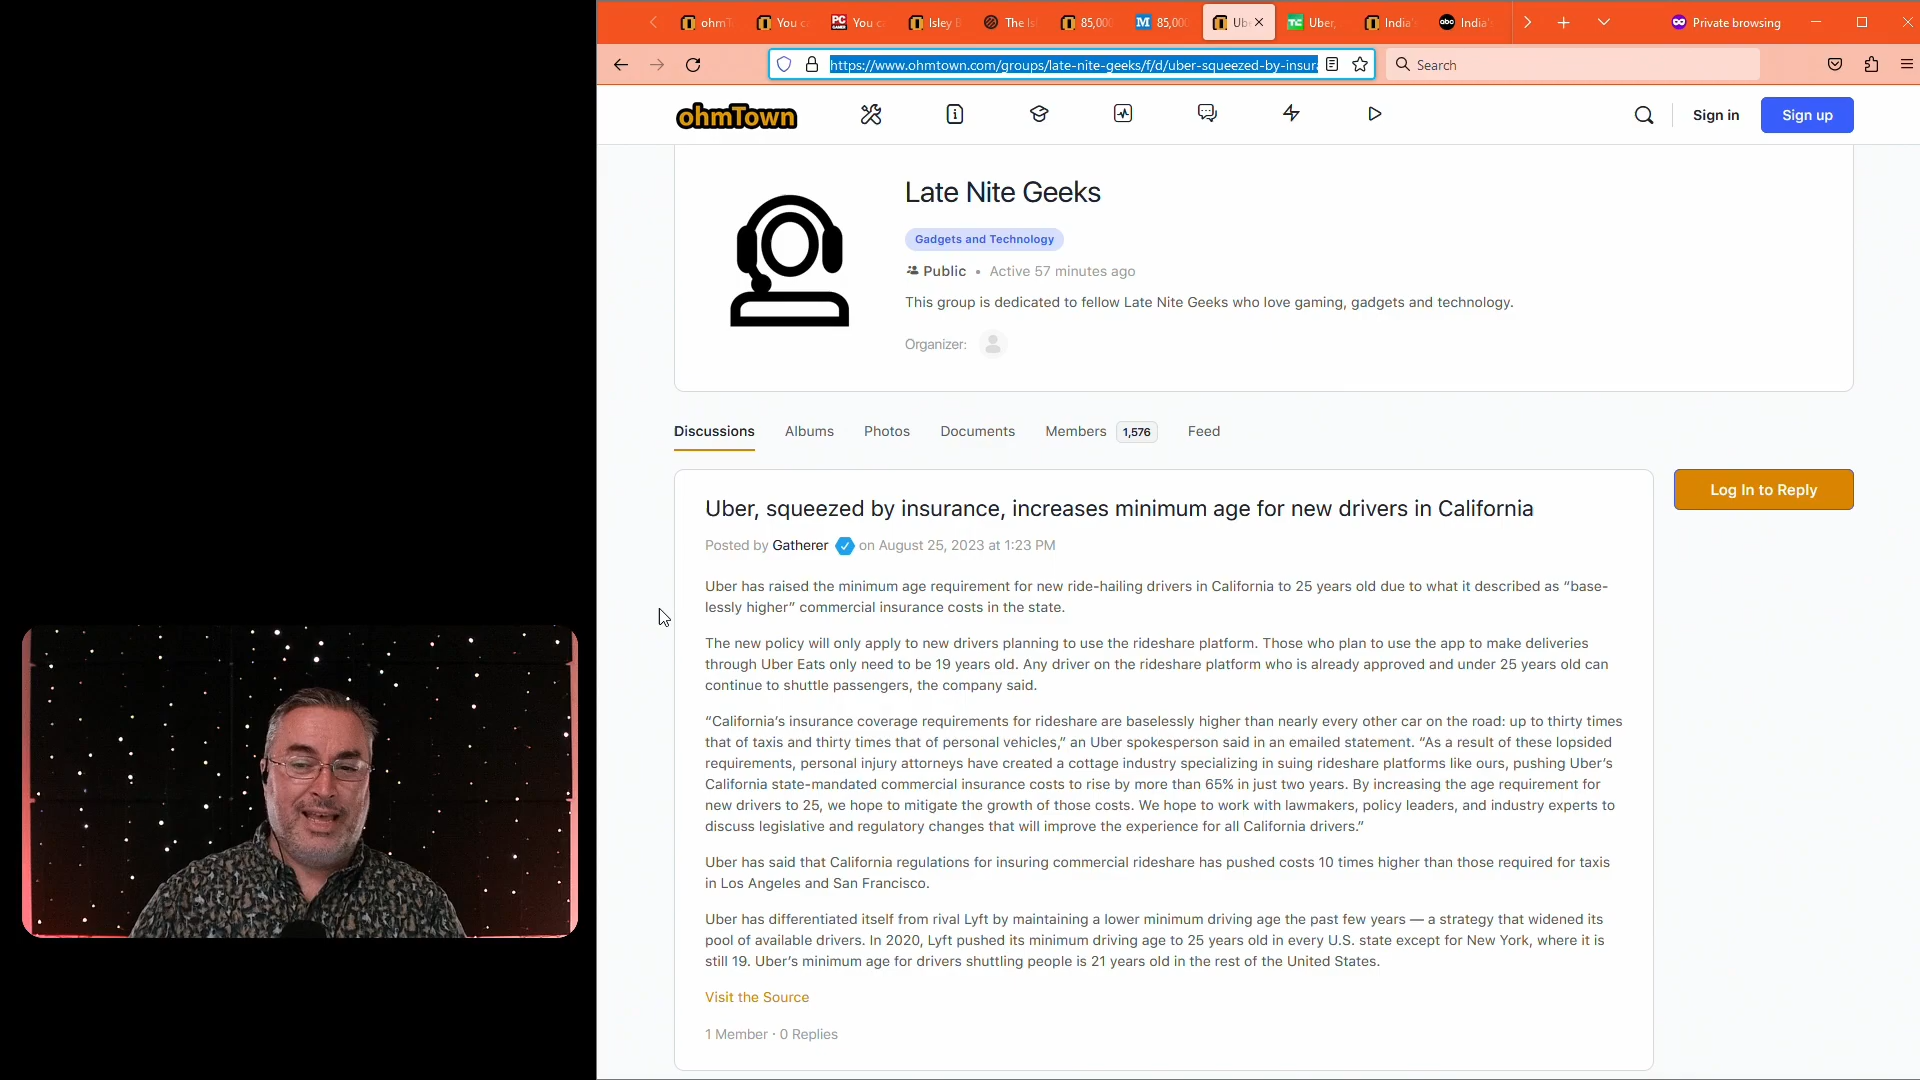 ohmT
You c
PC GAMER You c
Isley B
The Is
85,000
M 85,00
Ub
TC Uber,
India'
abc India'
Private browsing
https://www.ohmtown.com/groups/late-nite-geeks/f/d/uber-squeezed-by-insur
Search
ohmTown
Sign in
Sign up
Late Nite Geeks
Gadgets and Technology
Public • Active 57 minutes ago
This group is dedicated to fellow Late Nite Geeks who love gaming, gadgets and technology.
Organizer:
Discussions Albums Photos Documents Members 1,576 Feed
Log In to Reply
Uber, squeezed by insurance, increases minimum age for new drivers in California
Posted by Gatherer on August 25, 2023 at 1:23 PM
Uber has raised the minimum age requirement for new ride-hailing drivers in California to 25 years old due to what it described as “base-
lessly higher” commercial insurance costs in the state.
The new policy will only apply to new drivers planning to use the rideshare platform. Those who plan to use the app to make deliveries
through Uber Eats only need to be 19 years old. Any driver on the rideshare platform who is already approved and under 25 years old can
continue to shuttle passengers, the company said.
“California’s insurance coverage requirements for rideshare are baselessly higher than nearly every other car on the road: up to thirty times
that of taxis and thirty times that of personal vehicles,” an Uber spokesperson said in an emailed statement. “As a result of these lopsided
requirements, personal injury attorneys have created a cottage industry specializing in suing rideshare platforms like ours, pushing Uber’s
California state-mandated commercial insurance costs to rise by more than 65% in just two years. By increasing the age requirement for
new drivers to 25, we hope to mitigate the growth of those costs. We hope to work with lawmakers, policy leaders, and industry experts to
discuss legislative and regulatory changes that will improve the experience for all California drivers.”
Uber has said that California regulations for insuring commercial rideshare has pushed costs 10 times higher than those required for taxis
in Los Angeles and San Francisco.
Uber has differentiated itself from rival Lyft by maintaining a lower minimum driving age the past few years — a strategy that widened its
pool of available drivers. In 2020, Lyft pushed its minimum driving age to 25 years old in every U.S. state except for New York, where it is
still 19. Uber’s minimum age for drivers shuttling people is 21 years old in the rest of the United States.
Visit the Source
1 Member · 0 Replies